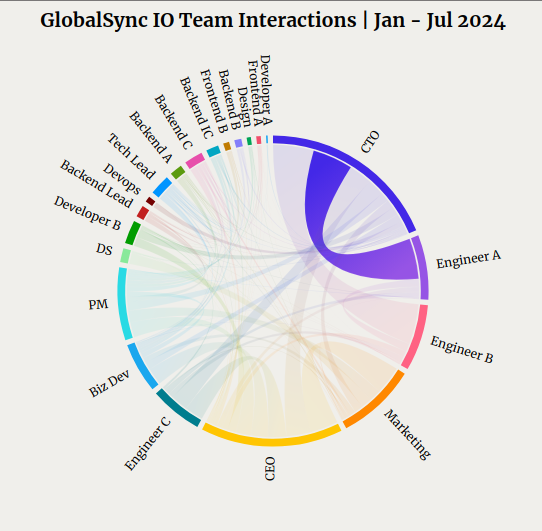 GlobalSync IO Team Interactions | Jan - Jul 2024
CTO
Engineer A
Engineer B
Marketing
CEO
Engineer C
Biz Dev
PM
DS
Developer B
Backend Lead
Devops
Tech Lead
Backend A
Backend C
Backend IC
Frontend B
Backend B
Design
Frontend A
Developer A